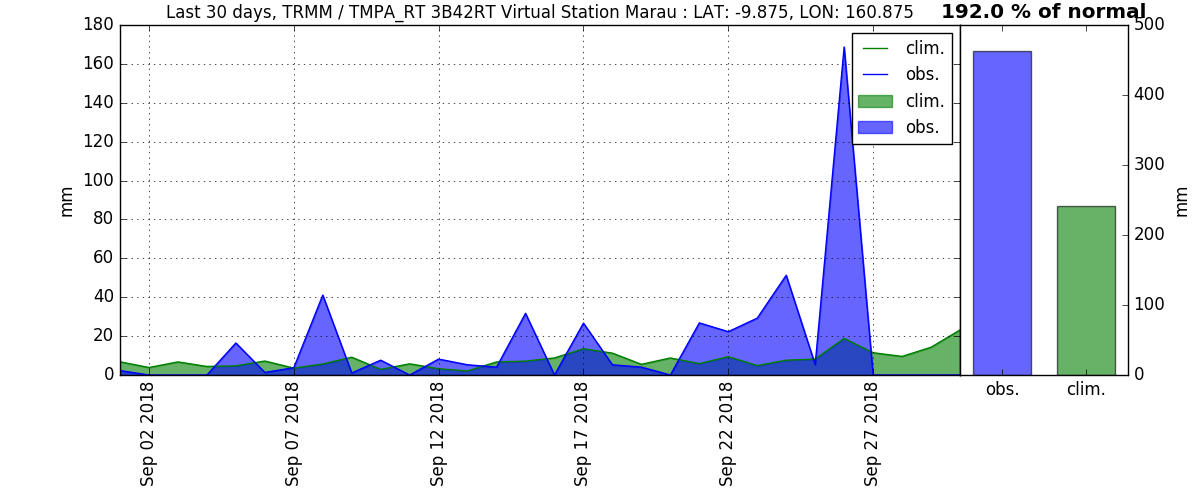 Last 30 days, TRMM / TMPA_RT 3B42RT Virtual Station Marau : LAT: -9.875, LON: 160.875
192.0 % of normal
180
160
140
120
100
80
60
40
20
0
mm
clim.
obs.
clim.
obs.
Sep 02 2018
Sep 07 2018
Sep 12 2018
Sep 17 2018
Sep 22 2018
Sep 27 2018
500
400
300
200
100
0
mm
obs.
clim.